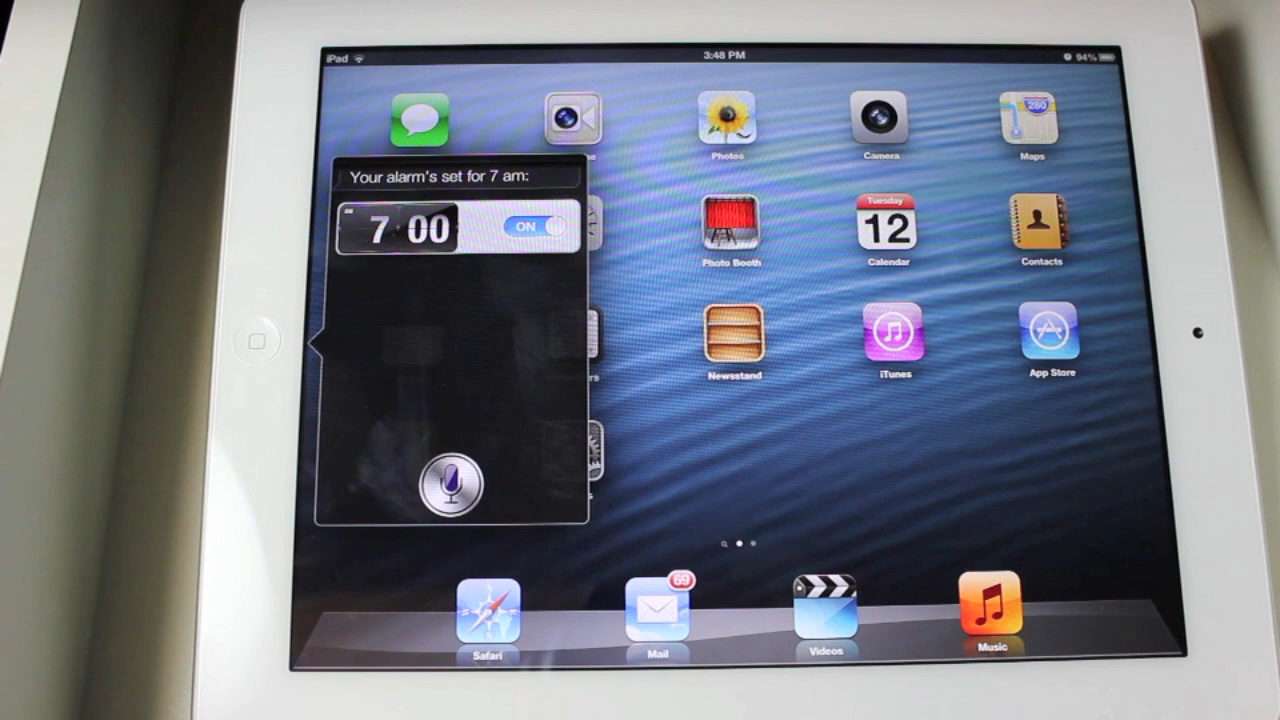 iPad
3:48 PM
94%
Photos
Camera
Maps
280
Your alarm's set for 7 am:
7 00
ON
Photo Booth
Tuesday
12
Calendar
Contacts
Newsstand
iTunes
App Store
69
Safari
Mail
Videos
Music